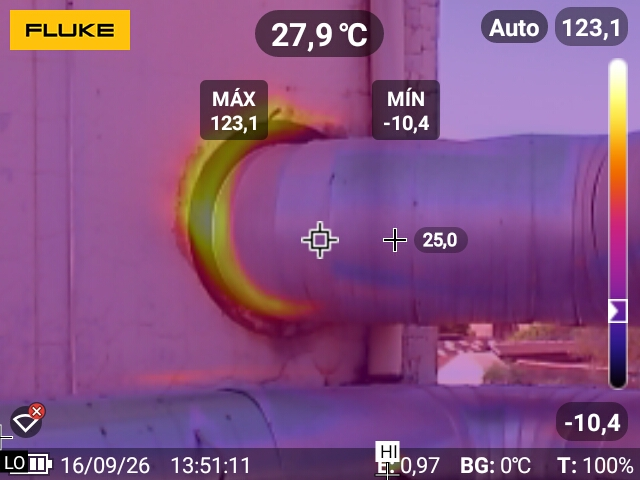 FLUKE
27,9 °C
Auto
123,1
MÁX
123,1
MÍN
-10,4
25,0
-10,4
HI
LO
16/09/26 13:51:11 E: 0,97 BG: 0°C T: 100%